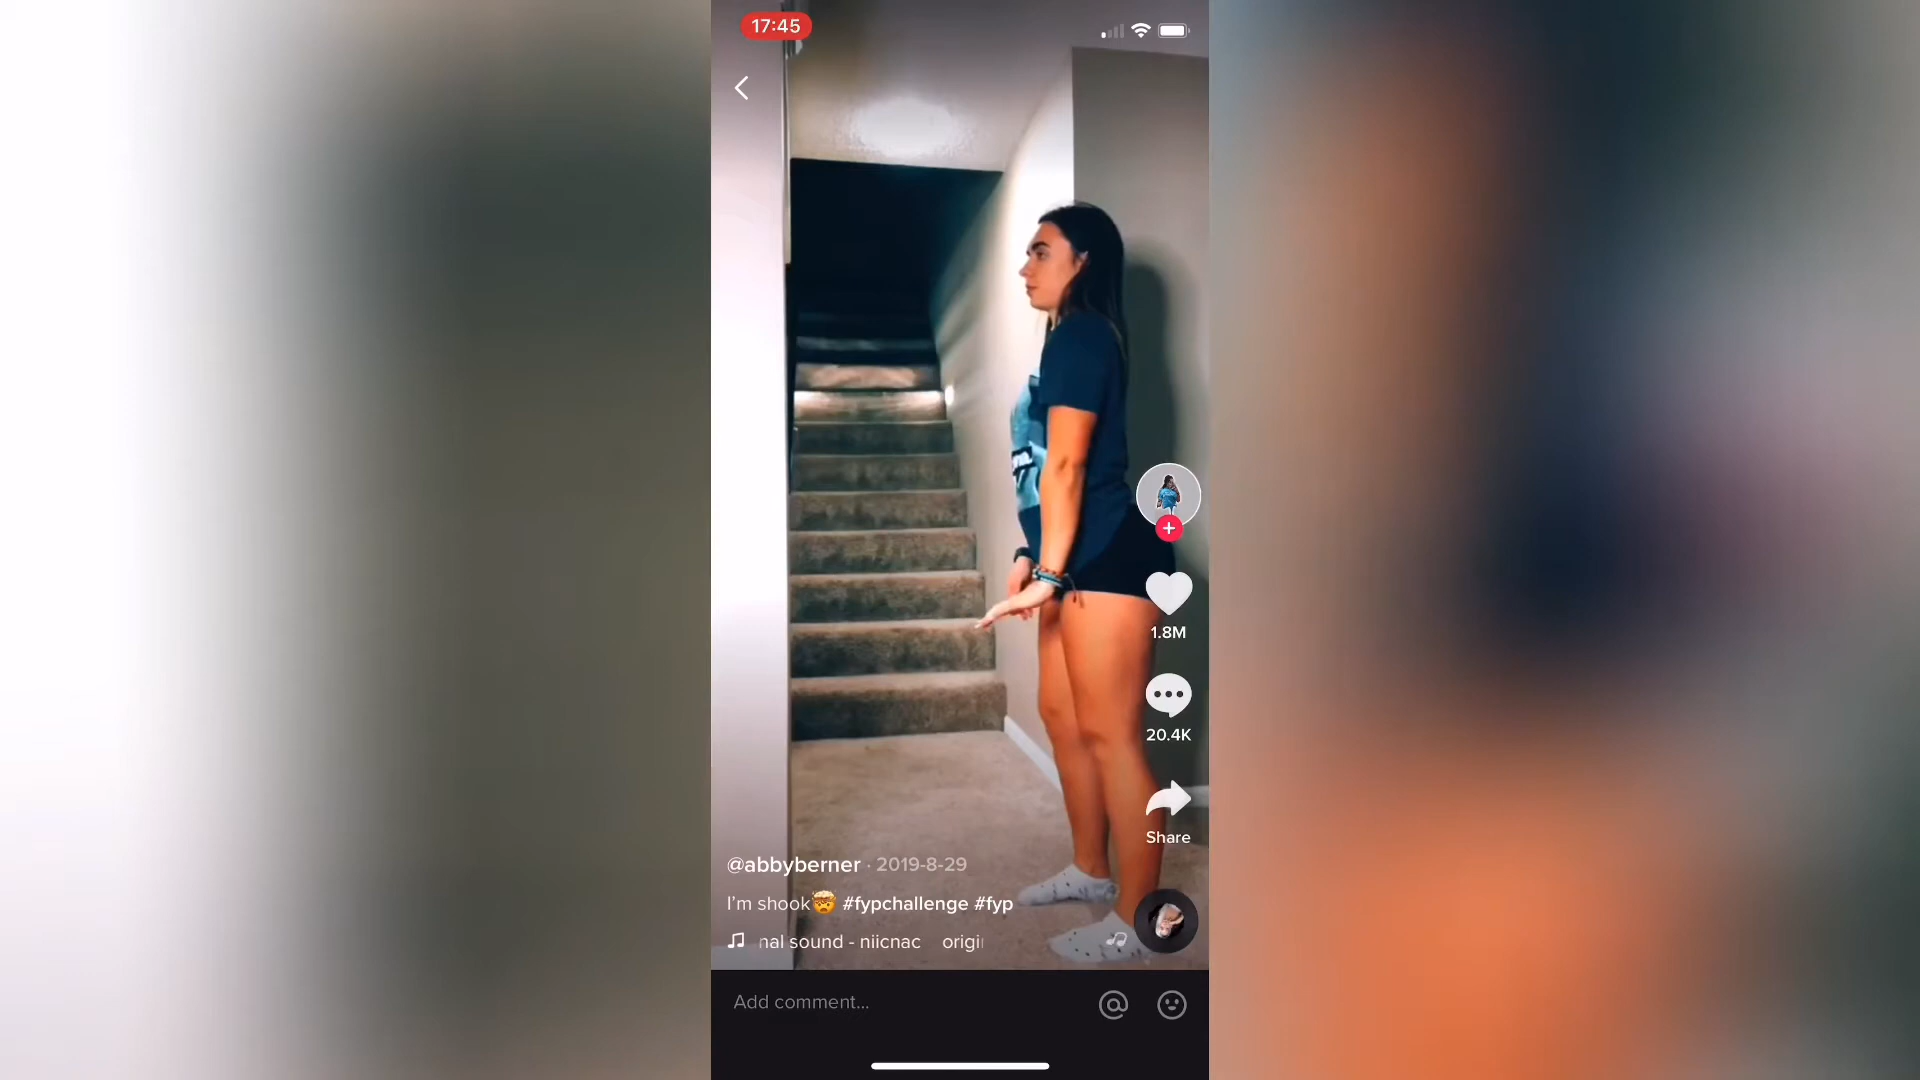 17:45
1.8M
20.4K
Share
@abbyberner · 2019-8-29
I'm shook🤯 #fypchallenge #fyp
nal sound - niicnac origi
Add comment...